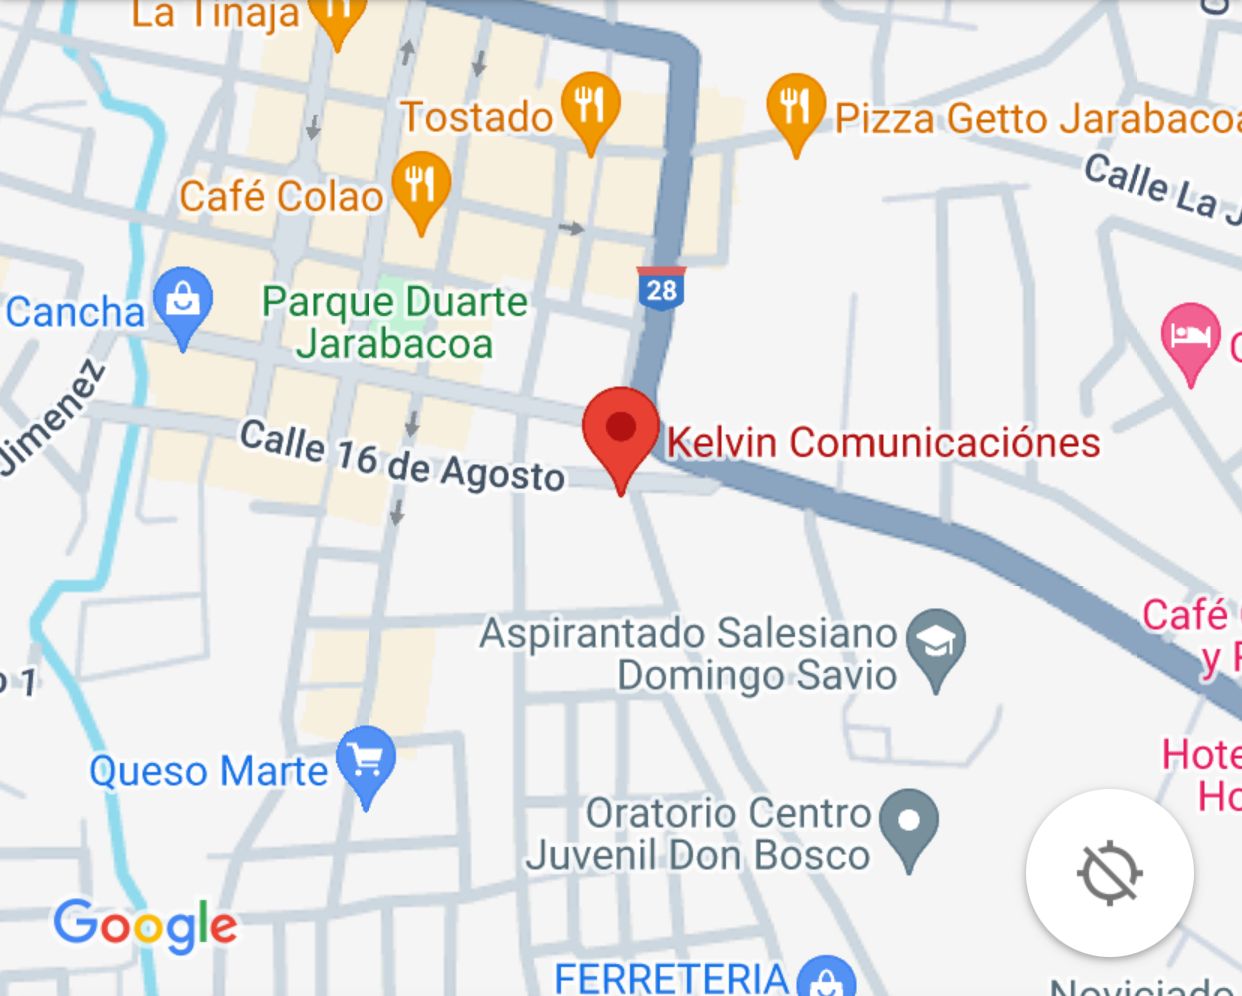 La Tinaja
Tostado
Pizza Getto Jarabacoa
Calle La J
Café Colao
28
Cancha
Parque Duarte
Jarabacoa
Jimenez
Calle 16 de Agosto
Kelvin Comunicaciónes
Aspirantado Salesiano
Domingo Savio
Café
y
1
Queso Marte
Hote
Ho
Oratorio Centro
Juvenil Don Bosco
Google
FERRETERIA
Noviciado